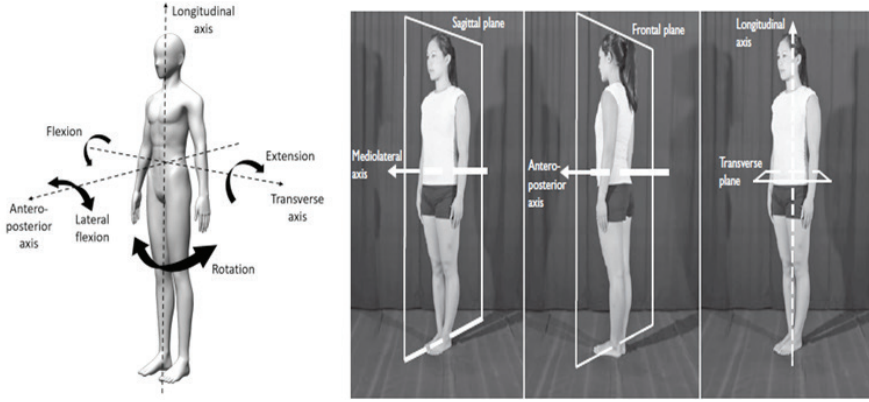 Longitudinal
axis
Flexion
Extension
Transverse
axis
Antero-
posterior
axis
Lateral
flexion
Rotation
Sagittal plane
Mediolateral
axis
Frontal plane
Antero-
posterior
axis
Longitudinal
axis
Transverse
plane